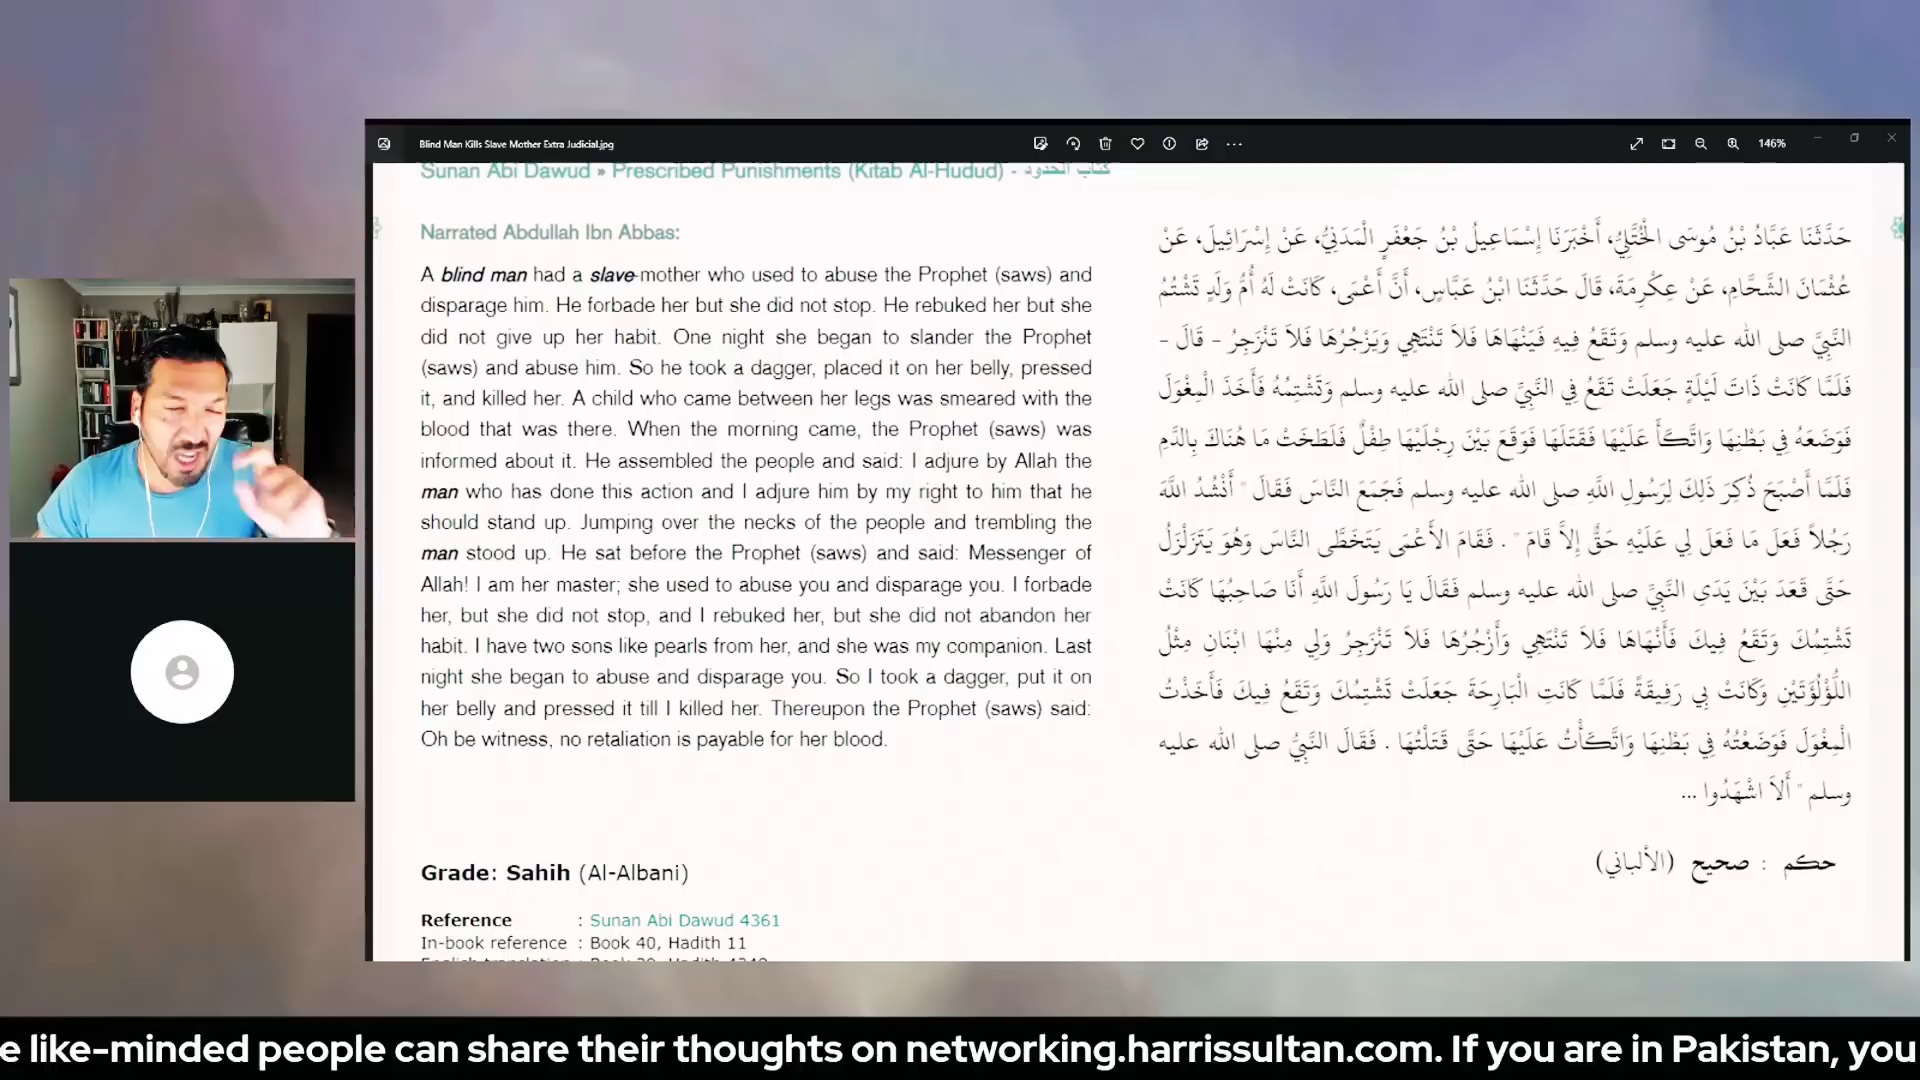 Blind Man Kills Slave Mother Extra Judicial.jpg
146%
Sunan Abi Dawud » Prescribed Punishments (Kitab Al-Hudud) - كتاب الحدود
Narrated Abdullah Ibn Abbas:
A blind man had a slave-mother who used to abuse the Prophet (saws) and
disparage him. He forbade her but she did not stop. He rebuked her but she
did not give up her habit. One night she began to slander the Prophet
(saws) and abuse him. So he took a dagger, placed it on her belly, pressed
it, and killed her. A child who came between her legs was smeared with the
blood that was there. When the morning came, the Prophet (saws) was
informed about it. He assembled the people and said: I adjure by Allah the
man who has done this action and I adjure him by my right to him that he
should stand up. Jumping over the necks of the people and trembling the
man stood up. He sat before the Prophet (saws) and said: Messenger of
Allah! I am her master; she used to abuse you and disparage you. I forbade
her, but she did not stop, and I rebuked her, but she did not abandon her
habit. I have two sons like pearls from her, and she was my companion. Last
night she began to abuse and disparage you. So I took a dagger, put it on
her belly and pressed it till I killed her. Thereupon the Prophet (saws) said:
Oh be witness, no retaliation is payable for her blood.
حَدَّثَنَا عَبَّادُ بْنُ مُوسَى الْخُتَّلِيُّ، أَخْبَرَنَا إِسْمَاعِيلُ بْنُ جَعْفَرٍ الْمَدَنِيُّ، عَنْ إِسْرَائِيلَ، عَنْ
عُثْمَانَ الشَّحَّامِ، عَنْ عِكْرِمَةَ، قَالَ حَدَّثَنَا ابْنُ عَبَّاسٍ، أَنَّ أَعْمَى، كَانَتْ لَهُ أُمُّ وَلَدٍ تَشْتُمُ
النَّبِيَّ صلى الله عليه وسلم وَتَقَعُ فِيهِ فَيَنْهَاهَا فَلاَ تَنْتَهِي وَيَزْجُرُهَا فَلاَ تَنْزَجِرُ - قَالَ -
فَلَمَّا كَانَتْ ذَاتَ لَيْلَةٍ جَعَلَتْ تَقَعُ فِي النَّبِيِّ صلى الله عليه وسلم وَتَشْتِمُهُ فَأَخَذَ الْمِغْوَلَ
فَوَضَعَهُ فِي بَطْنِهَا وَاتَّكَأَ عَلَيْهَا فَقَتَلَهَا فَوَقَعَ بَيْنَ رِجْلَيْهَا طِفْلٌ فَلَطَخَتْ مَا هُنَاكَ بِالدَّمِ
فَلَمَّا أَصْبَحَ ذُكِرَ ذَلِكَ لِرَسُولِ اللَّهِ صلى الله عليه وسلم فَجَمَعَ النَّاسَ فَقَالَ " أَنْشُدُ اللَّهَ
رَجُلاً فَعَلَ مَا فَعَلَ لِي عَلَيْهِ حَقٌّ إِلاَّ قَامَ " . فَقَامَ الأَعْمَى يَتَخَطَّى النَّاسَ وَهُوَ يَتَزَلْزَلُ
حَتَّى قَعَدَ بَيْنَ يَدَىِ النَّبِيِّ صلى الله عليه وسلم فَقَالَ يَا رَسُولَ اللَّهِ أَنَا صَاحِبُهَا كَانَتْ
تَشْتِمُكَ وَتَقَعُ فِيكَ فَأَنْهَاهَا فَلاَ تَنْتَهِي وَأَزْجُرُهَا فَلاَ تَنْزَجِرُ وَلِي مِنْهَا ابْنَانِ مِثْلُ
اللُّؤْلُؤَتَيْنِ وَكَانَتْ بِي رَفِيقَةً فَلَمَّا كَانَتِ الْبَارِحَةَ جَعَلَتْ تَشْتِمُكَ وَتَقَعُ فِيكَ فَأَخَذْتُ
الْمِغْوَلَ فَوَضَعْتُهُ فِي بَطْنِهَا وَاتَّكَأْتُ عَلَيْهَا حَتَّى قَتَلْتُهَا . فَقَالَ النَّبِيُّ صلى الله عليه
وسلم " أَلاَ اشْهَدُوا ...
Grade: Sahih (Al-Albani)
حكم : صحيح (الألباني)
Reference : Sunan Abi Dawud 4361
In-book reference : Book 40, Hadith 11
e like-minded people can share their thoughts on networking.harrissultan.com. If you are in Pakistan, you